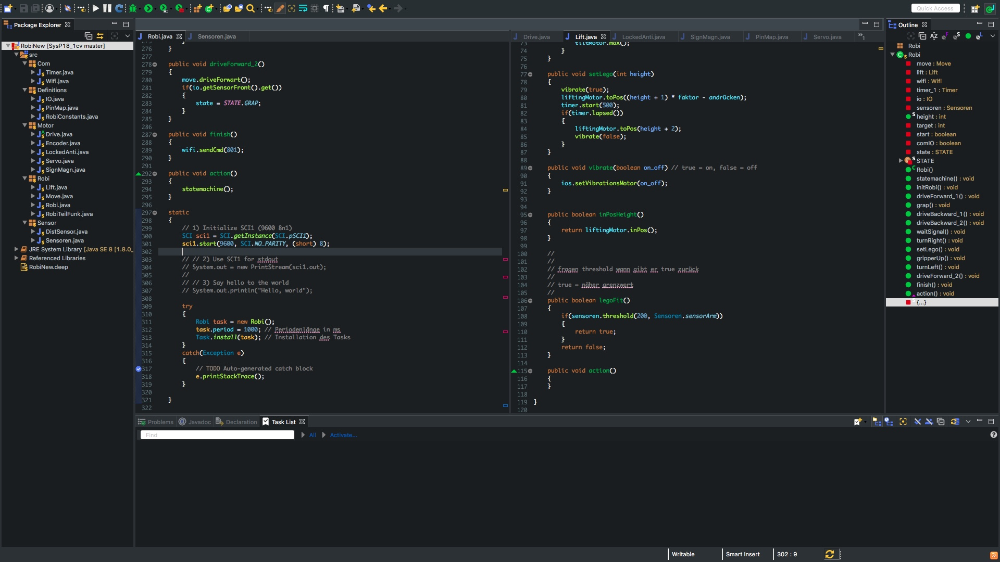 Quick Access
Package Explorer
RobiNew [SysP18_1cv master]
src
Com
Timer.java
Wifi.java
Definitions
IO.java
PinMap.java
RobiConstants.java
Motor
Drive.java
Encoder.java
LockedAnti.java
Servo.java
SignMagn.java
Robi
Lift.java
Move.java
Robi.java
RobiTeilFunk.java
Sensor
DistSensor.java
Sensoren.java
JRE System Library [Java SE 8 [1.8.0_
Referenced Libraries
RobiNew.deep
Robi.java
Sensoren.java
276 }
277
278 public void driveForward_2()
279 {
280 move.driveForwart();
281 if(io.getSensorFront().get())
282 {
283 state = STATE.GRAP;
284 }
285 }
286
287 public void finish()
288 {
289 wifi.sendCmd(801);
290 }
291
292 public void action()
293 {
294 statemachine();
295 }
296
297 static
298 {
299 // 1) Initialize SCI1 (9600 8n1)
300 SCI sci1 = SCI.getInstance(SCI.pSCI1);
301 sci1.start(9600, SCI.NO_PARITY, (short) 8);
302
303 // // 2) Use SCI1 for stdout
304 // System.out = new PrintStream(sci1.out);
305 //
306 // // 3) Say hello to the world
307 // System.out.println("Hello, world");
308
309 try
310 {
311 Robi task = new Robi();
312 task.period = 1000; // Periodenlänge in ms
313 Task.install(task); // Installation des Tasks
314 }
315 catch(Exception e)
316 {
317 // TODO Auto-generated catch block
318 e.printStackTrace();
319 }
320
321 }
322
Drive.java
Lift.java
LockedAnti.java
SignMagn.java
PinMap.java
Servo.java
»1
73 liftMotor.max();
74 }
75 }
76
77 public void setLego(int height)
78 {
79 vibrate(true);
80 liftingMotor.toPos((height + 1) * faktor - andrücken);
81 timer.start(500);
82 if(timer.lapsed())
83 {
84 liftingMotor.toPos(height + 2);
85 vibrate(false);
86 }
87 }
88
89 public void vibrate(boolean on_off) // true = on, false = off
90 {
91 ios.setVibrationsMotor(on_off);
92 }
93
94
95 public boolean inPosHeight()
96 {
97 return liftingMotor.inPos();
98 }
99
100 //
101 //
102 // fragen threshold wann gibt er true zurück
103 //
104 // true = näher grenzwert
105 //
106 public boolean legoFit()
107 {
108 if(sensoren.threshold(200, Sensoren.sensorArm))
109 {
110 return true;
111 }
112 return false;
113 }
114
115 public void action()
116 {
117 }
118
119 }
120
Outline
Robi
Robi
move : Move
lift : Lift
wifi : Wifi
timer_1 : Timer
io : IO
sensoren : Sensoren
height : int
target : int
start : boolean
comIO : boolean
state : STATE
STATE
Robi()
statemachine() : void
initRobi() : void
driveForward_1() : void
grap() : void
driveBackward_1() : void
driveBackward_2() : void
waitSignal() : void
turnRight() : void
setLego() : void
gripperUp() : void
turnLeft() : void
driveForward_2() : void
finish() : void
action() : void
{...}
Problems
Javadoc
Declaration
Task List
Find
All
Activate...
Writable
Smart Insert
302 : 9